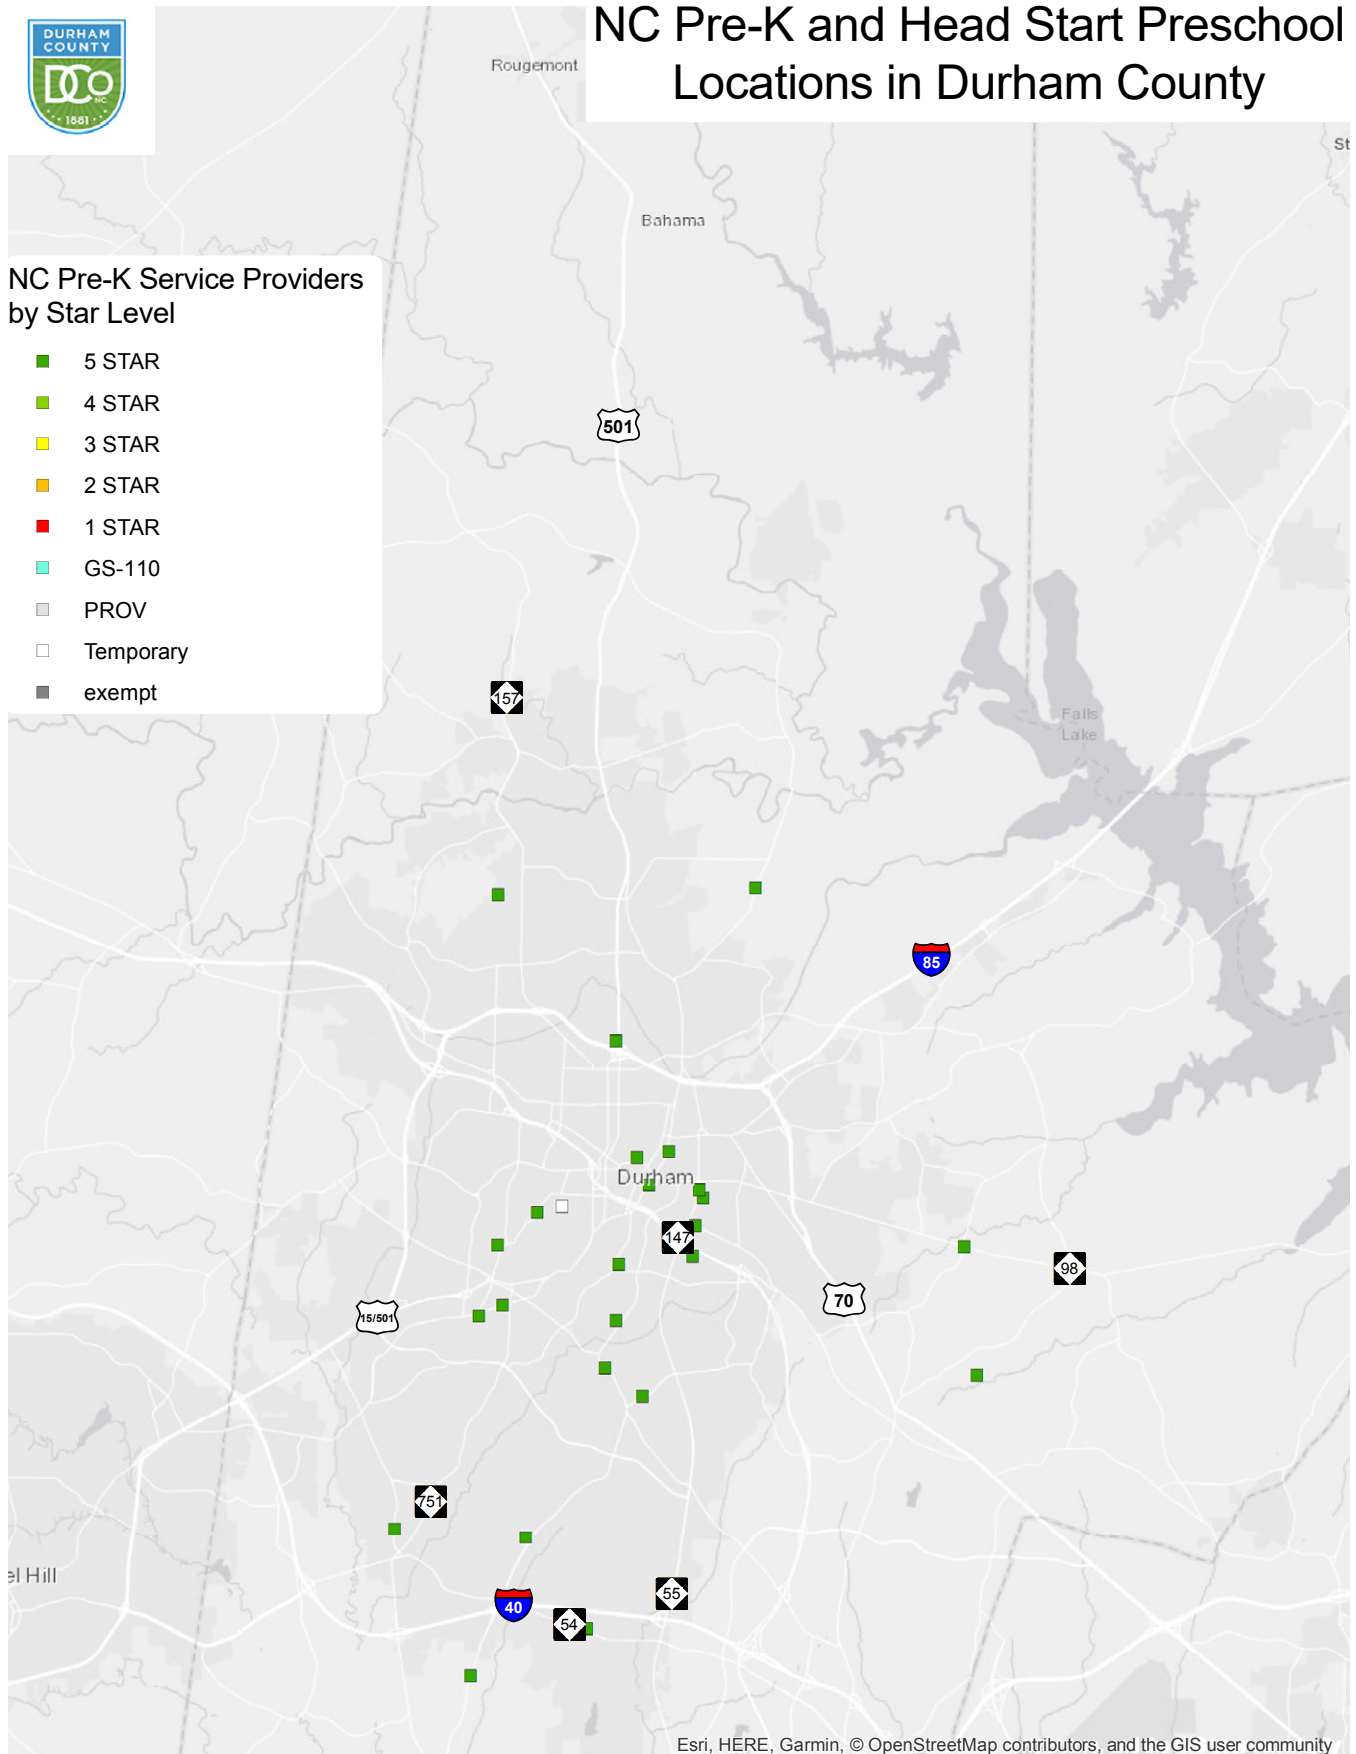 DURHAM
COUNTY
DCo
NC
1881
NC Pre-K and Head Start Preschool
Locations in Durham County
Rougemont
St
Bahama
NC Pre-K Service Providers
by Star Level
5 STAR
4 STAR
3 STAR
2 STAR
1 STAR
GS-110
PROV
Temporary
exempt
501
157
Falls
Lake
85
Durham
147
98
70
15/501
751
el Hill
40
55
54
Esri, HERE, Garmin, © OpenStreetMap contributors, and the GIS user community